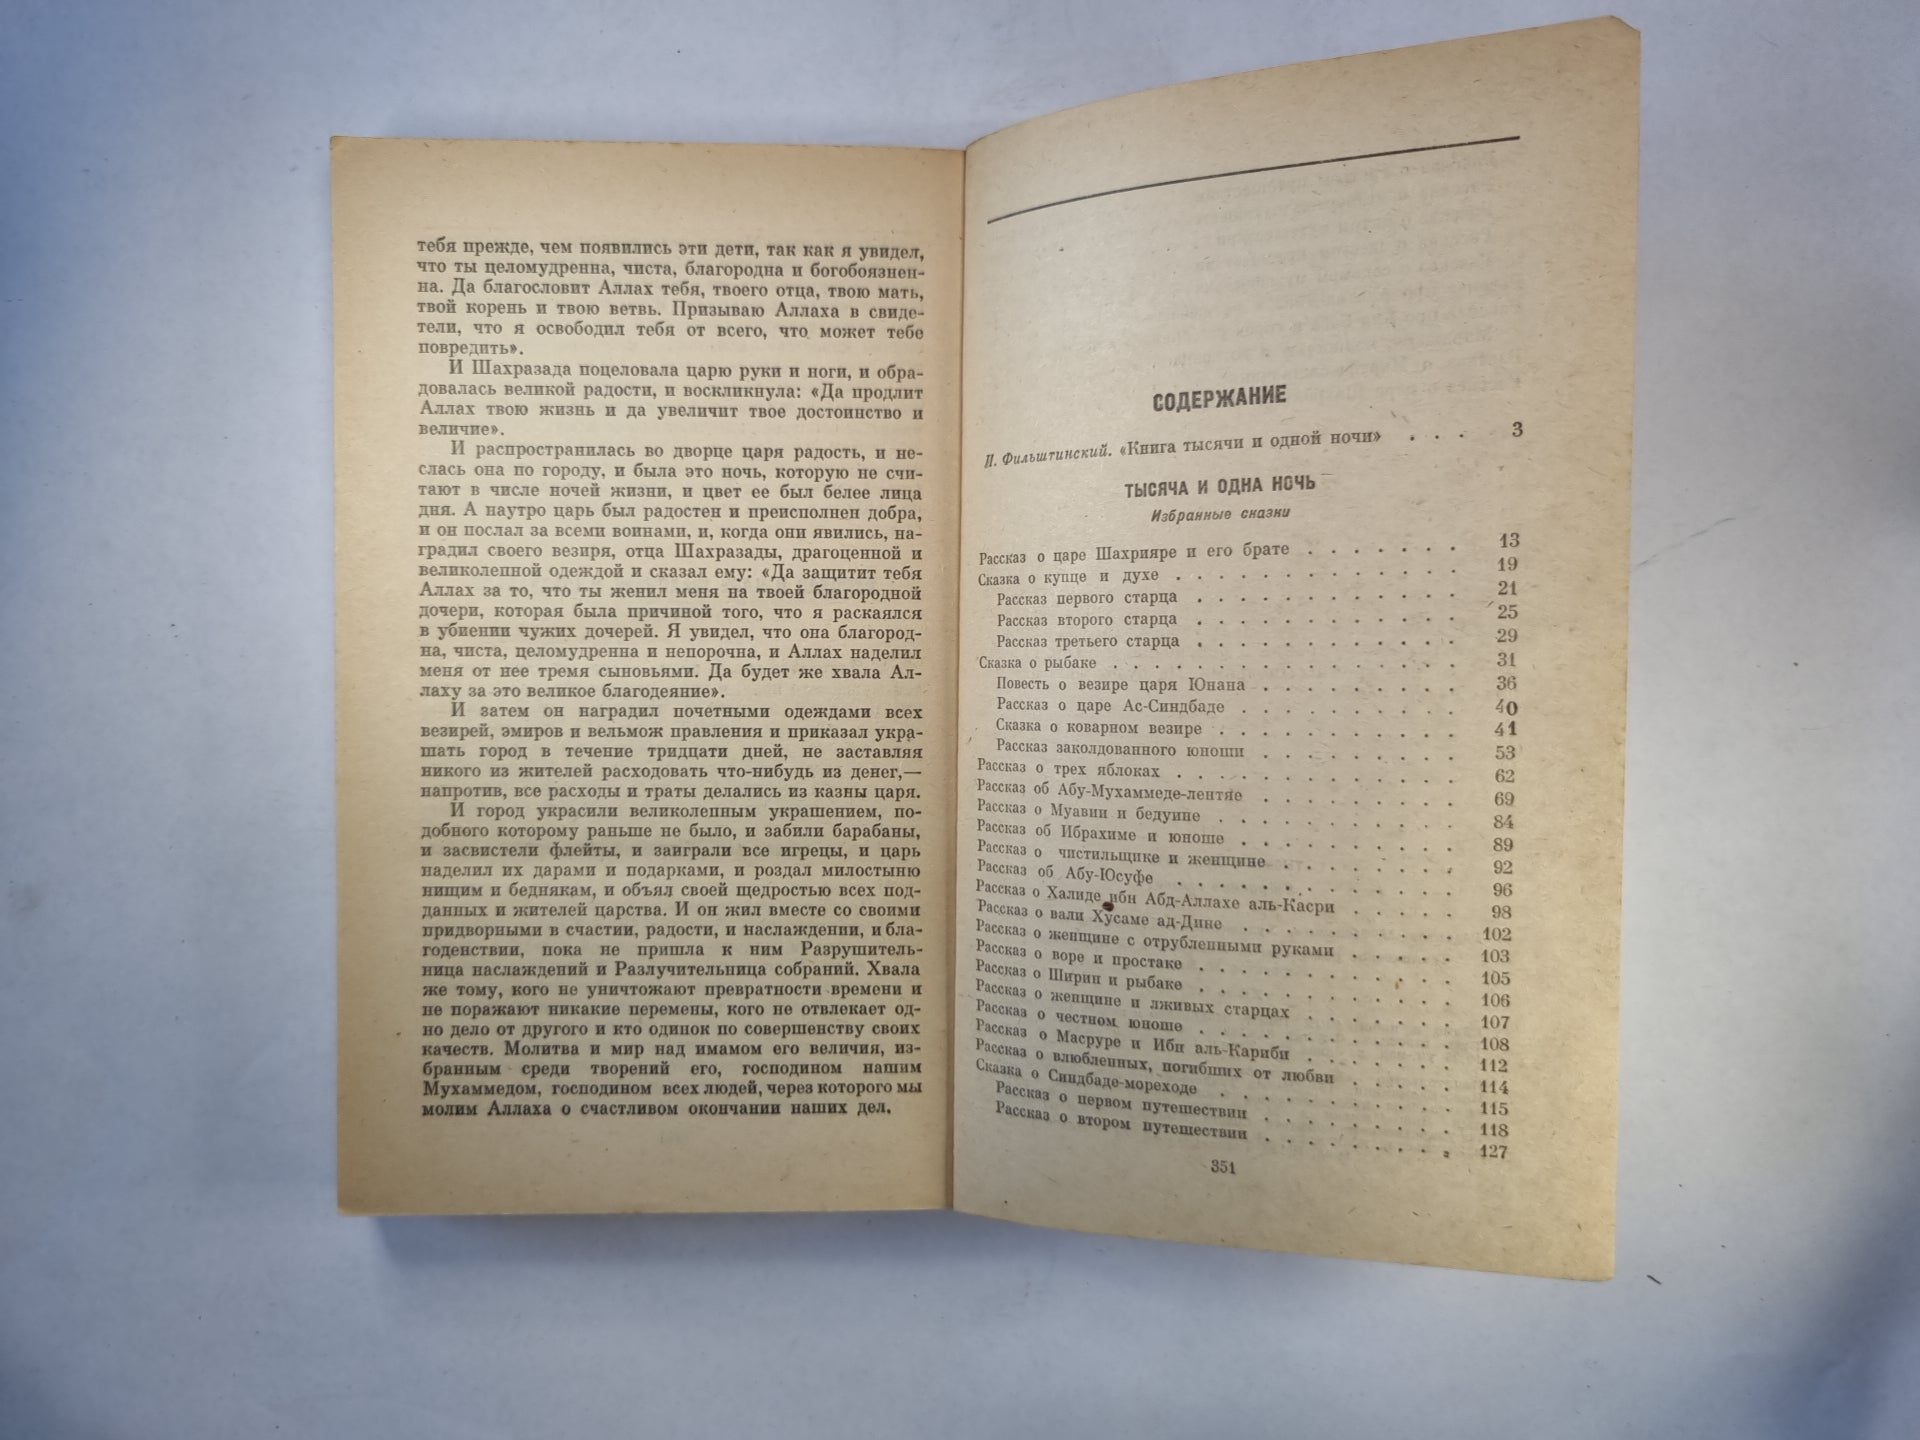 тебя прежде, чем появились эти дети, так как я увидел,
что ты целомудренна, чиста, благородна и богобоязнен-
на. Да благословит Аллах тебя, твоего отца, твою мать,
твой корень и твою ветвь. Призываю Аллаха в свиде-
тели, что я освободил тебя от всего, что может тебе
повредить».
И Шахразада поцеловала царю руки и ноги, и обра-
довалась великой радости, и воскликнула: «Да продлит
Аллах твою жизнь и да увеличит твое достоинство и
величие».
И распространилась во дворце царя радость, и не-
слась она по городу, и была это ночь, которую не счи-
тают в числе ночей жизни, и цвет ее был белее лица
дня. А наутро царь был радостен и преисполнен добра,
и он послал за всеми воинами, и, когда они явились, на-
градил своего везиря, отца Шахразады, драгоценной и
великолепной одеждой и сказал ему: «Да защитит тебя
Аллах за то, что ты женил меня на твоей благородной
дочери, которая была причиной того, что я раскаялся
в убиении чужих дочерей. Я увидел, что она благород-
на, чиста, целомудренна и непорочна, и Аллах наделил
меня от нее тремя сыновьями. Да будет же хвала Ал-
лаху за это великое благодеяние».
И затем он наградил почетными одеждами всех
везирей, эмиров и вельмож правления и приказал укра-
шать город в течение тридцати дней, не заставляя
никого из жителей расходовать что-нибудь из денег,—
напротив, все расходы и траты делались из казны царя.
И город украсили великолепным украшением, по-
добного которому раньше не было, и забили барабаны,
и засвистели флейты, и заиграли все игрецы, и царь
наделил их дарами и подарками, и роздал милостыню
нищим и беднякам, и объял своей щедростью всех под-
данных и жителей царства. И он жил вместе со своими
придворными в счастии, радости, и наслаждении, и бла-
годенствии, пока не пришла к ним Разрушитель-
ница наслаждений и Разлучительница собраний. Хвала
же тому, кого не уничтожают превратности времени и
не поражают никакие перемены, кого не отвлекает од-
но дело от другого и кто одинок по совершенству своих
качеств. Молитва и мир над имамом его величия, из-
бранным среди творений его, господином нашим
Мухаммедом, господином всех людей, через которого мы
молим Аллаха о счастливом окончании наших дел.
СОДЕРЖАНИЕ
И. Фильштинский. «Книга тысячи и одной ночи» . . . 3
ТЫСЯЧА И ОДНА НОЧЬ
Избранные сказки
Рассказ о царе Шахрияре и его брате . . . . . . . 13
Сказка о купце и духе . . . . . . . . . . . . . 19
Рассказ первого старца . . . . . . . . . . . . 21
Рассказ второго старца . . . . . . . . . . . . 25
Рассказ третьего старца . . . . . . . . . . . . 29
Сказка о рыбаке . . . . . . . . . . . . . . . . 31
Повесть о везире царя Юнана . . . . . . . . . 36
Рассказ о царе Ас-Синдбаде . . . . . . . . . . 40
Сказка о коварном везире . . . . . . . . . . . 41
Рассказ заколдованного юноши . . . . . . . . . 53
Рассказ о трех яблоках . . . . . . . . . . . . . 62
Рассказ об Абу-Мухаммеде-лентяе . . . . . . . . . 69
Рассказ о Муавии и бедуине . . . . . . . . . . . 84
Рассказ об Ибрахиме и юноше . . . . . . . . . . 89
Рассказ о чистильщике и женщине . . . . . . . . 92
Рассказ об Абу-Юсуфе . . . . . . . . . . . . . 96
Рассказ о Халиде ибн Абд-Аллахе аль-Касри . . . . . 98
Рассказ о вали Хусаме ад-Дине . . . . . . . . . . 102
Рассказ о женщине с отрубленными руками . . . . . 103
Рассказ о воре и простаке . . . . . . . . . . . . 105
Рассказ о Ширин и рыбаке . . . . . . . . . . . . 106
Рассказ о женщине и лживых старцах . . . . . . . 107
Рассказ о честном юноше . . . . . . . . . . . . 108
Рассказ о Масруре и Ибн аль-Кариби . . . . . . . 112
Рассказ о влюбленных, погибших от любви . . . . . 114
Сказка о Синдбаде-мореходе . . . . . . . . . . . 115
Рассказ о первом путешествии . . . . . . . . . 118
Рассказ о втором путешествии . . . . . . . . . 127
351